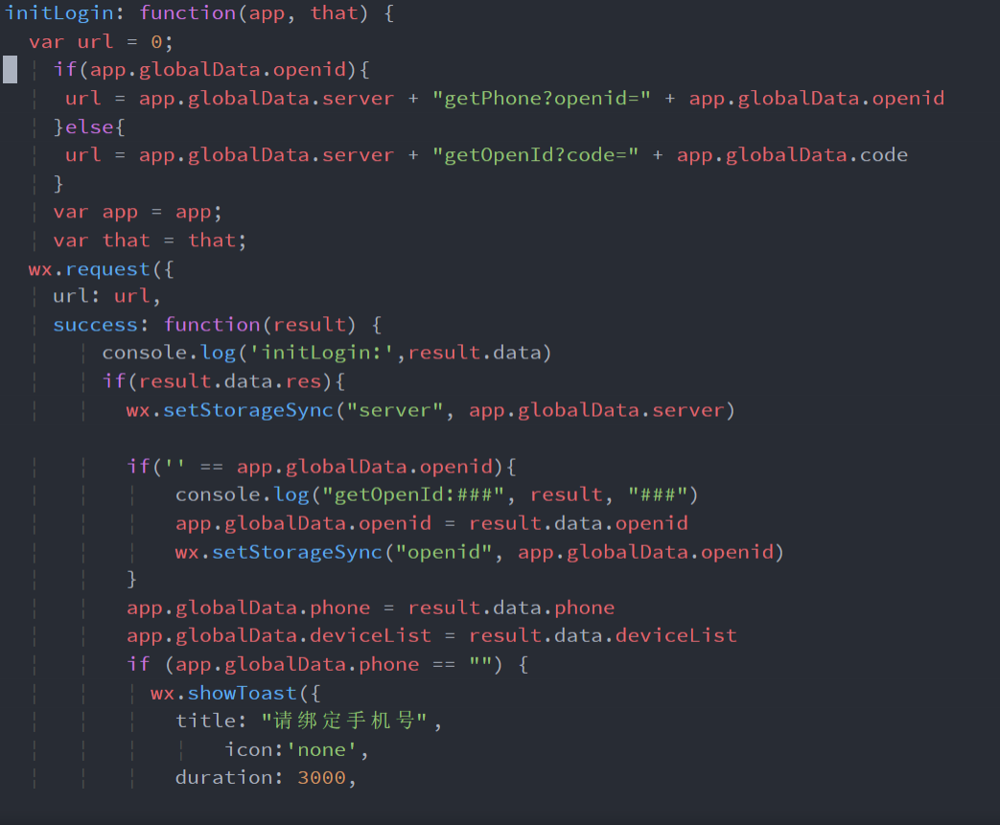 initLogin: function(app, that) {
var url = 0;
if(app.globalData.openid){
url = app.globalData.server + "getPhone?openid=" + app.globalData.openid
}else{
url = app.globalData.server + "getOpenId?code=" + app.globalData.code
}
var app = app;
var that = that;
wx.request({
url: url,
success: function(result) {
console.log('initLogin:',result.data)
if(result.data.res){
wx.setStorageSync("server", app.globalData.server)
if('' == app.globalData.openid){
console.log("getOpenId:###", result, "###")
app.globalData.openid = result.data.openid
wx.setStorageSync("openid", app.globalData.openid)
}
app.globalData.phone = result.data.phone
app.globalData.deviceList = result.data.deviceList
if (app.globalData.phone == "") {
wx.showToast({
title: "请绑定手机号",
icon:'none',
duration: 3000,